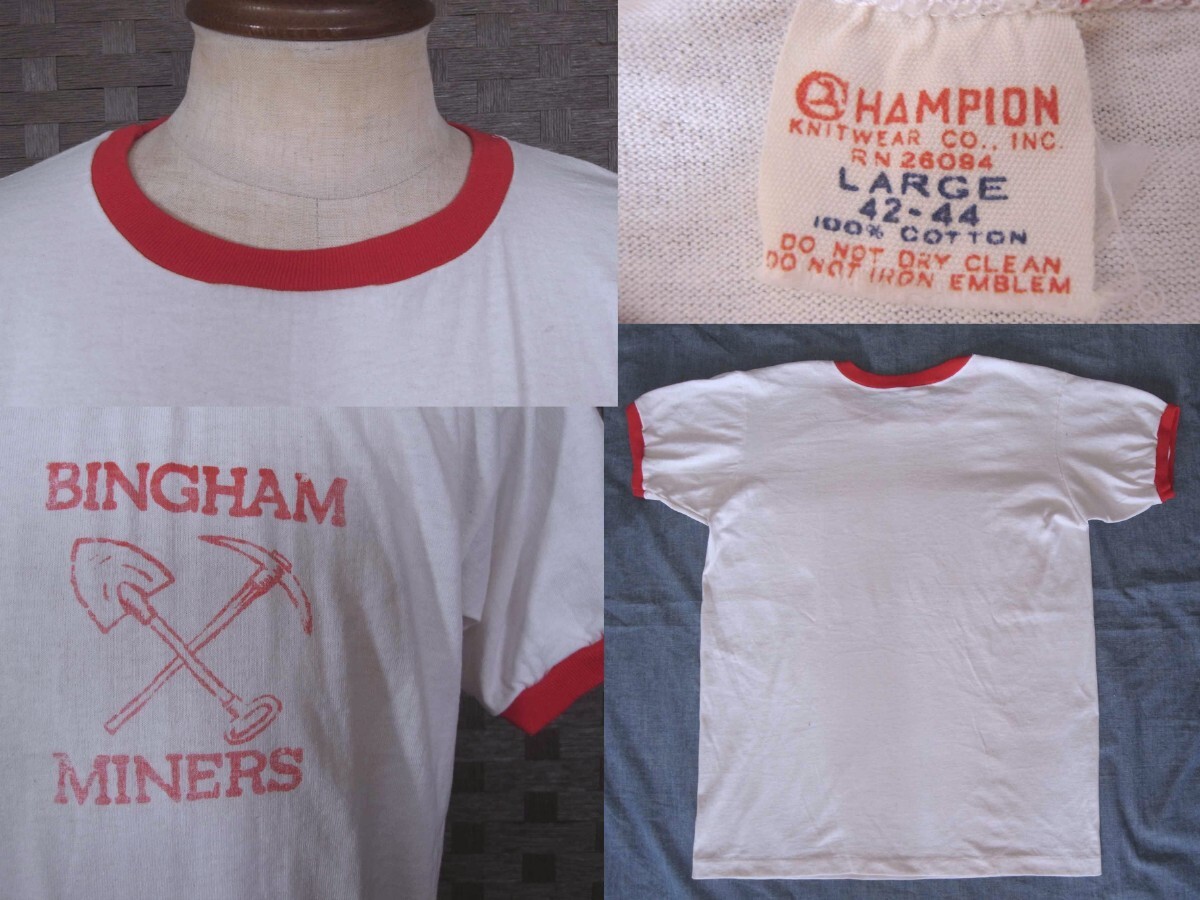 CHAMPION
KNITWEAR CO., INC.
RN 26094
LARGE
42-44
100% COTTON
DO NOT DRY CLEAN
DO NOT IRON EMBLEM
BINGHAM
MINERS